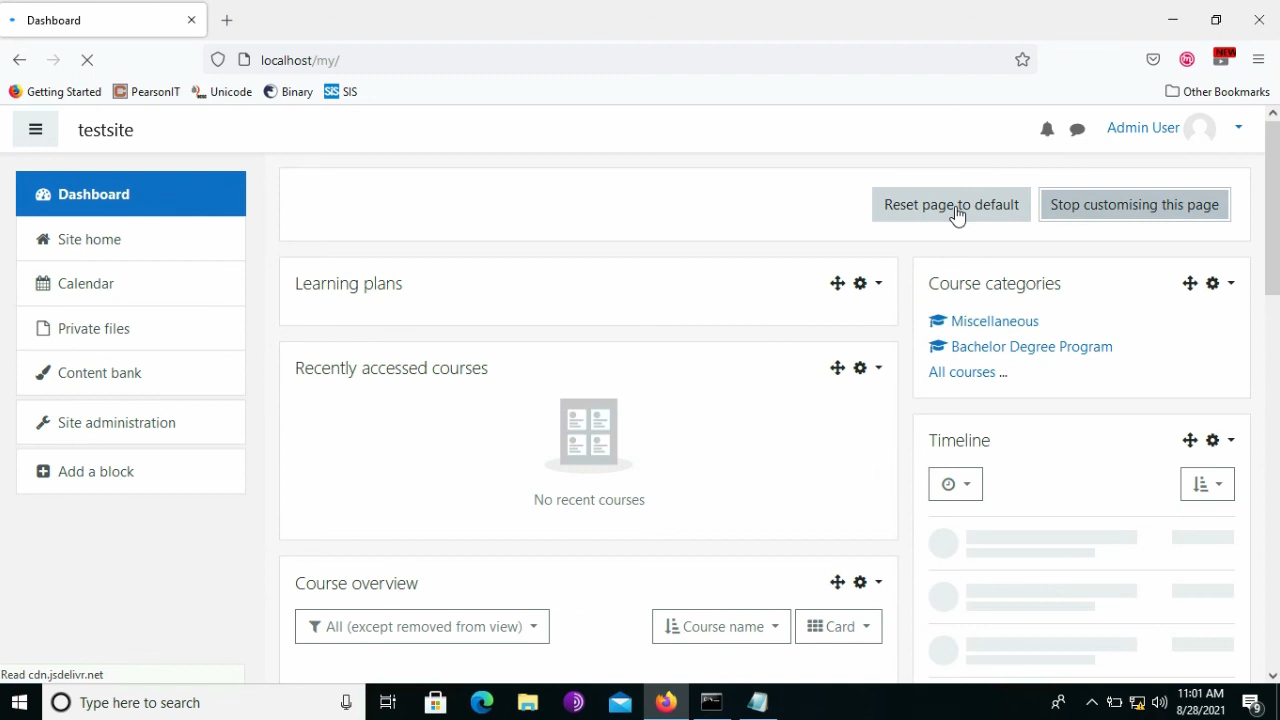 Dashboard
localhost/my/
NEW
Getting Started
PearsonIT
Unicode
Binary
SIS SIS
Other Bookmarks
testsite
Admin User
Dashboard
Site home
Calendar
Private files
Content bank
Site administration
Add a block
Reset page to default
Stop customising this page
Learning plans
Recently accessed courses
No recent courses
Course overview
All (except removed from view)
Course name
Card
Course categories
Miscellaneous
Bachelor Degree Program
All courses ...
Timeline
Read cdn.jsdelivr.net
Type here to search
11:01 AM
8/28/2021
9